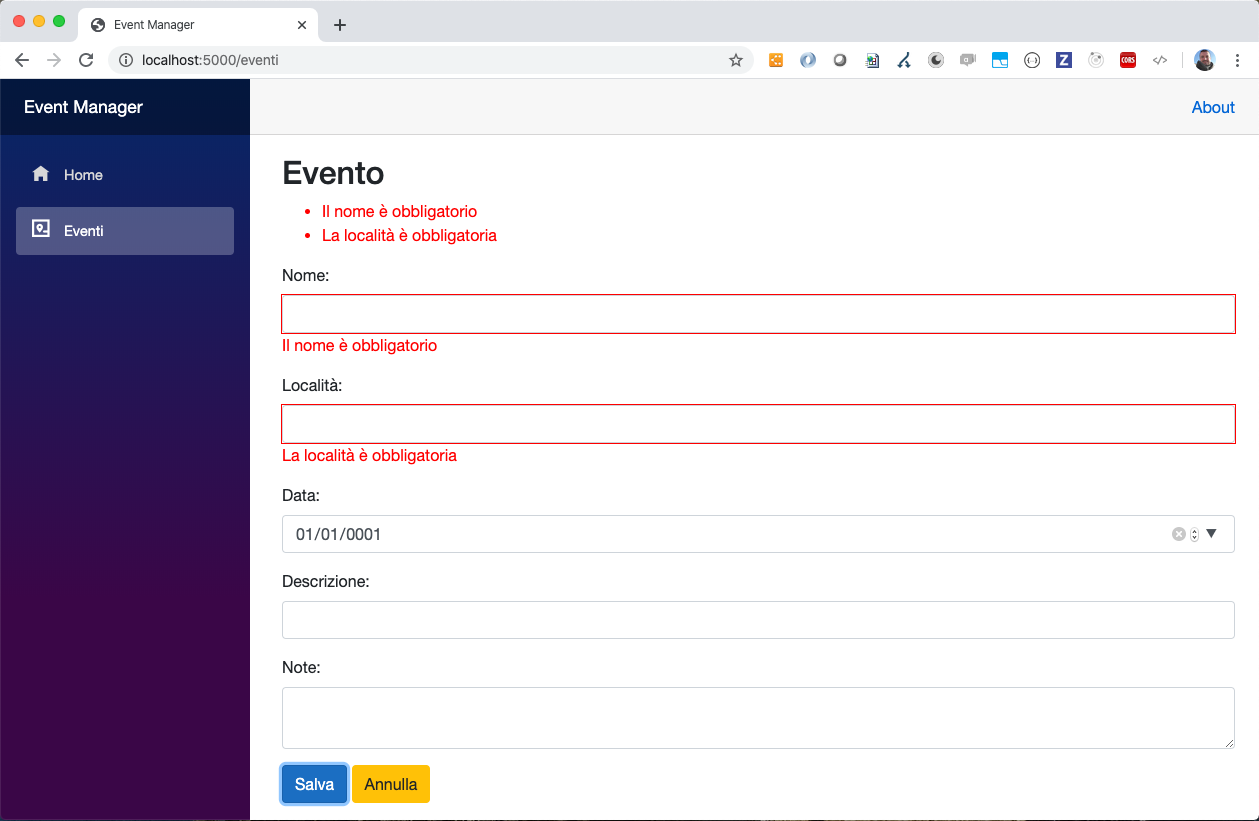 Event Manager
localhost:5000/eventi
Z
CORS
Event Manager
About
Home
Eventi
Evento
Il nome è obbligatorio
La località è obbligatoria
Nome:
Il nome è obbligatorio
Località:
La località è obbligatoria
Data:
01/01/0001
Descrizione:
Note:
Salva Annulla